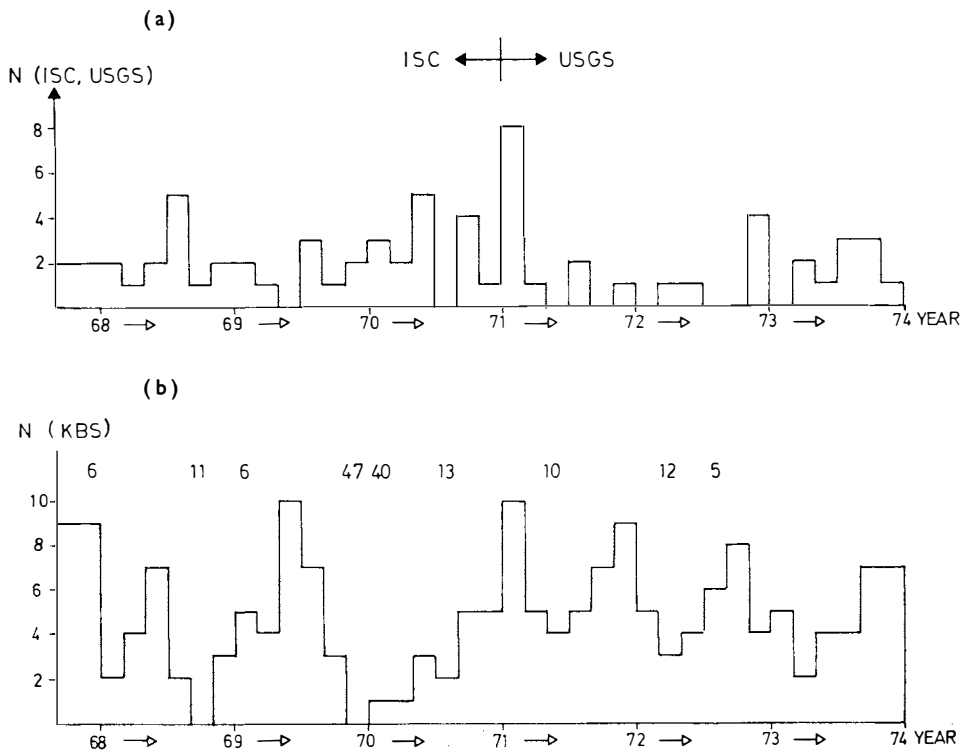 (a)
ISC USGS
N (ISC, USGS)
8
6
4
2
68 69 70 71 72 73 74 YEAR
(b)
N (KBS)
6 11 6 47 40 13 10 12 5
10
8
6
4
2
68 69 70 71 72 73 74 YEAR